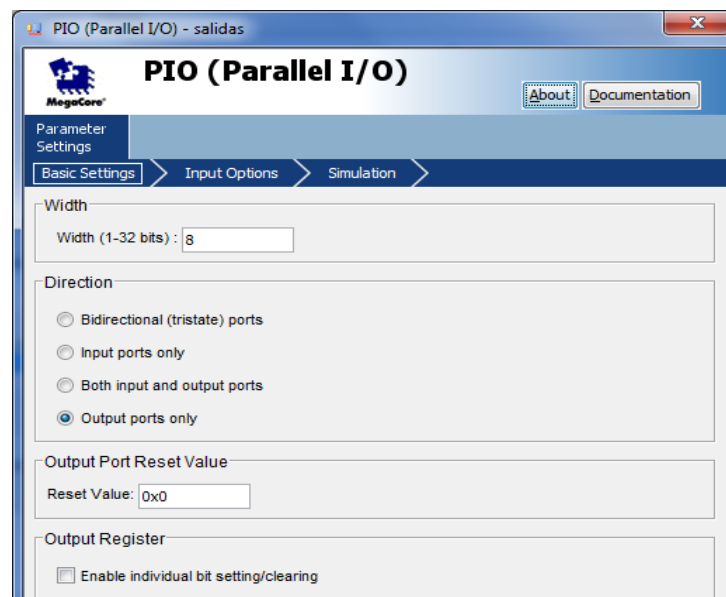 PIO (Parallel I/O) - salidas
MegaCore®
PIO (Parallel I/O)
About
Documentation
Parameter
Settings
Basic Settings
Input Options
Simulation
Width
Width (1-32 bits) : 8
Direction
Bidirectional (tristate) ports
Input ports only
Both input and output ports
Output ports only
Output Port Reset Value
Reset Value: 0x0
Output Register
Enable individual bit setting/clearing